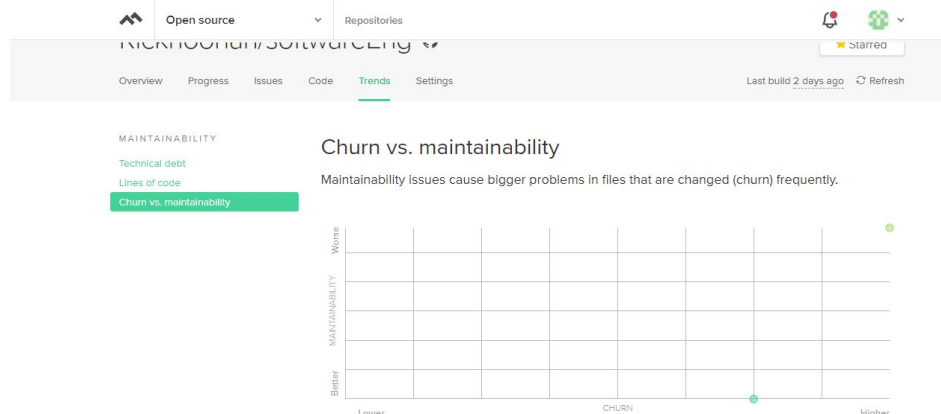 Open source
Repositories
Ricknoonan/SoftwareEng
Starred
Overview
Progress
Issues
Code
Trends
Settings
Last build 2 days ago
Refresh
MAINTAINABILITY
Technical debt
Lines of code
Churn vs. maintainability
Churn vs. maintainability
Maintainability issues cause bigger problems in files that are changed (churn) frequently.
Worse
MAINTAINABILITY
Better
Lower
CHURN
Higher